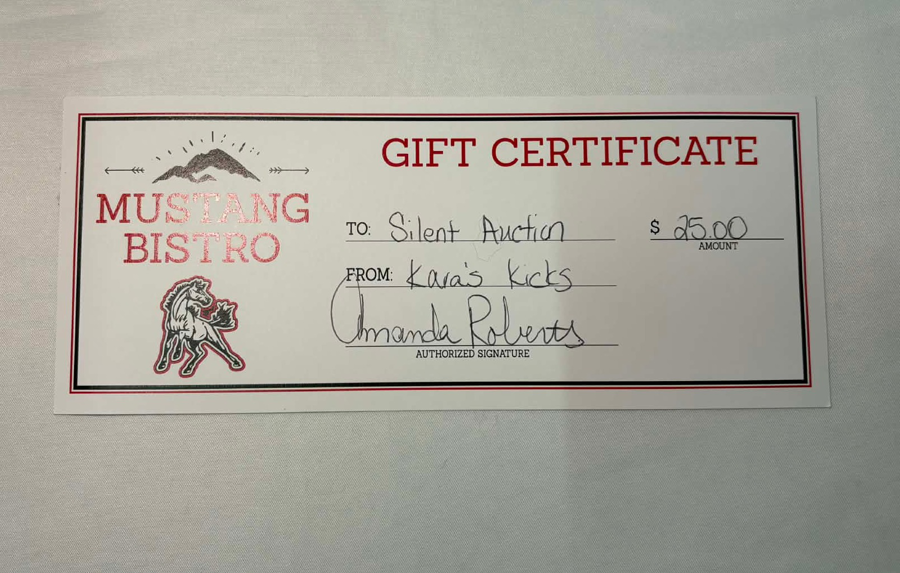 GIFT CERTIFICATE
MUSTANG
BISTRO
TO: Silent Auction
$ 25.00
AMOUNT
FROM: Kara's Kicks
Amanda Roberts
AUTHORIZED SIGNATURE